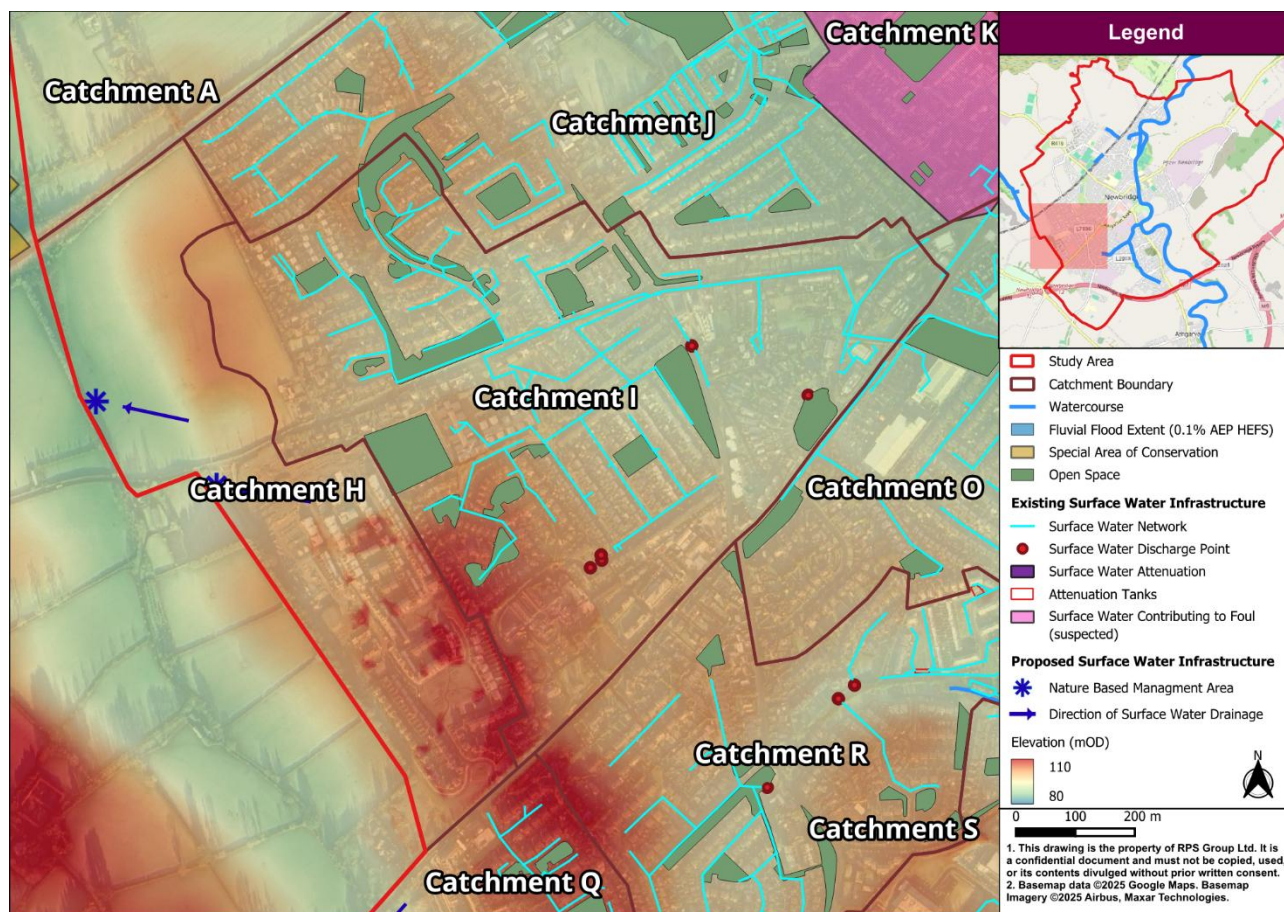 Catchment A
Catchment J
Catchment K
Catchment I
Catchment H
Catchment O
Catchment R
Catchment S
Catchment Q
Legend
Newbridge
Study Area
Catchment Boundary
Watercourse
Fluvial Flood Extent (0.1% AEP HEFS)
Special Area of Conservation
Open Space
Existing Surface Water Infrastructure
Surface Water Network
Surface Water Discharge Point
Surface Water Attenuation
Attenuation Tanks
Surface Water Contributing to Foul
(suspected)
Proposed Surface Water Infrastructure
Nature Based Managment Area
Direction of Surface Water Drainage
Elevation (mOD)
110
80
N
0 100 200 m
1. This drawing is the property of RPS Group Ltd. It is
a confidential document and must not be copied, used,
or its contents divulged without prior written consent.
2. Basemap data ©2025 Google Maps. Basemap
Imagery ©2025 Airbus, Maxar Technologies.